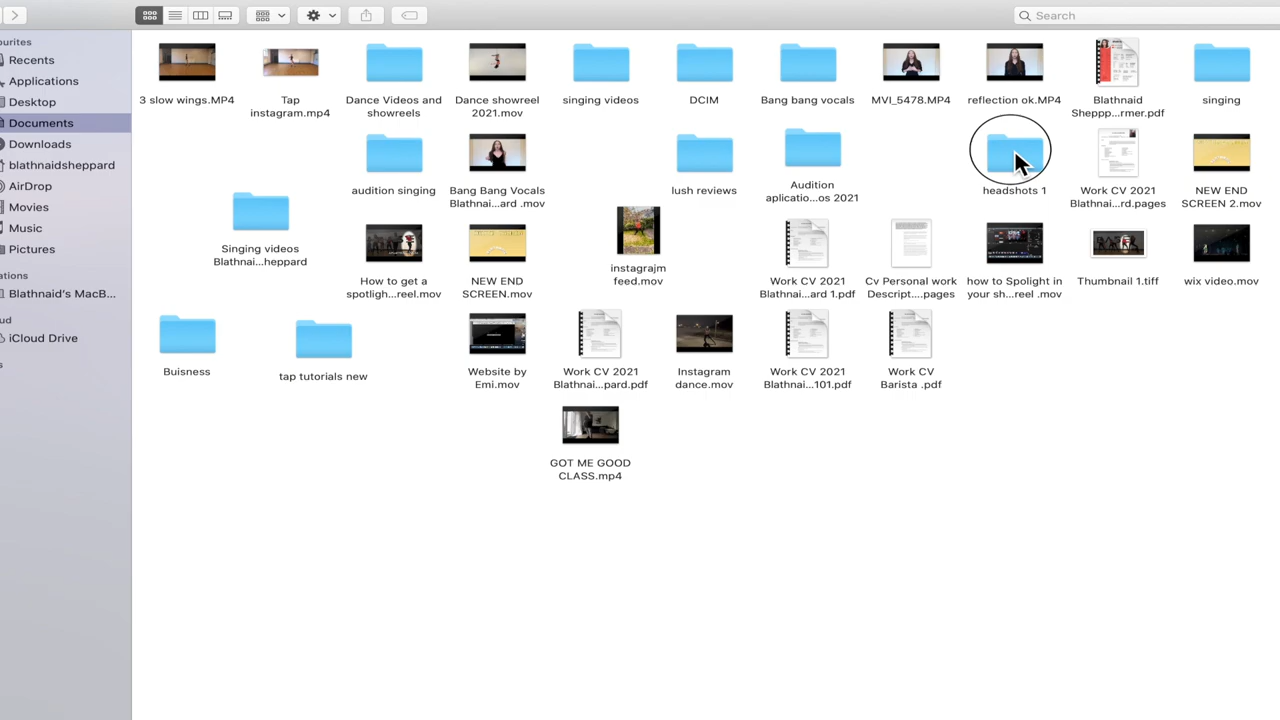 Search
avourites
Recents
Applications
Desktop
Documents
Downloads
blathnaidsheppard
AirDrop
Movies
Music
Pictures
ations
Blathnaid's MacB...
oud
iCloud Drive
s
3 slow wings.MP4
Tap
instagram.mp4
Dance Videos and
showreels
Dance showreel
2021.mov
singing videos
DCIM
Bang bang vocals
MVI_5478.MP4
reflection ok.MP4
Blathnaid
Sheppp...rmer.pdf
singing
audition singing
Bang Bang Vocals
Blathnai...ard .mov
lush reviews
Audition
aplicatio...os 2021
headshots 1
Work CV 2021
Blathnai...rd.pages
NEW END
SCREEN 2.mov
Singing videos
Blathnai...heppard
How to get a
spotligh...reel.mov
NEW END
SCREEN.mov
instagrajm
feed.mov
Work CV 2021
Blathnai...ard 1.pdf
Cv Personal work
Descript....pages
how to Spolight in
your sh...reel .mov
Thumbnail 1.tiff
wix video.mov
Buisness
tap tutorials new
Website by
Emi.mov
Work CV 2021
Blathnai...pard.pdf
Instagram
dance.mov
Work CV 2021
Blathnai...101.pdf
Work CV
Barista .pdf
GOT ME GOOD
CLASS.mp4